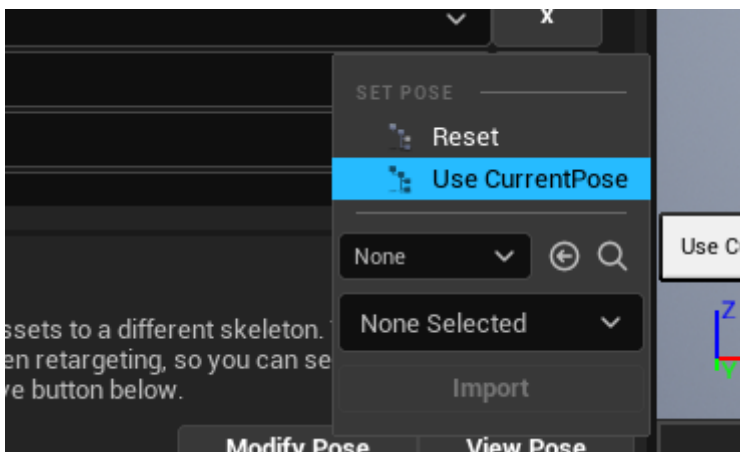 x
SET POSE
Reset
Use CurrentPose
None
Use C
None Selected
ssets to a different skeleton.
en retargeting, so you can se
ve button below.
Import
Modify Pose
View Pose
Z
Y